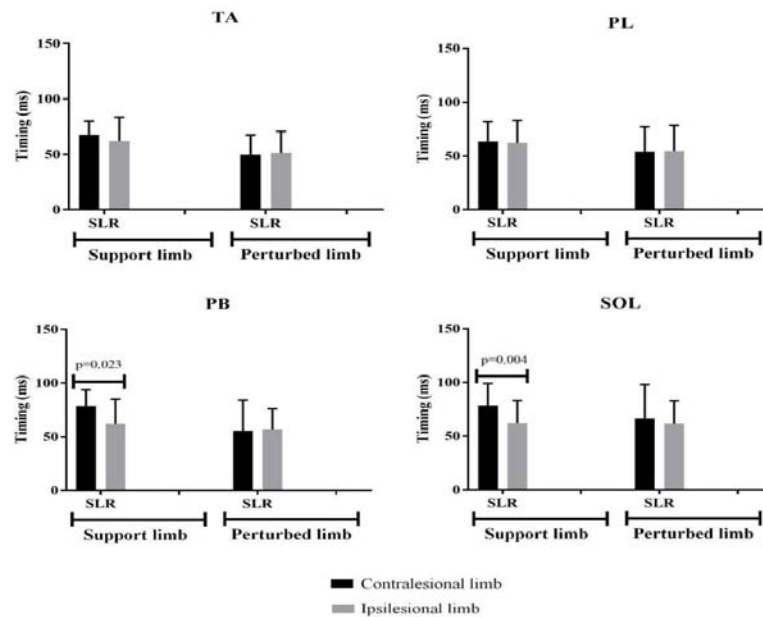 TA
150
100
50
0
Timing (ms)
SLR
SLR
Support limb
Perturbed limb
PL
150
100
50
0
Timing (ms)
SLR
SLR
Support limb
Perturbed limb
PB
150
100
50
0
Timing (ms)
p=0,023
SLR
SLR
Support limb
Perturbed limb
SOL
150
100
50
0
Timing (ms)
p=0,004
SLR
SLR
Support limb
Perturbed limb
Contralesional limb
Ipsilesional limb